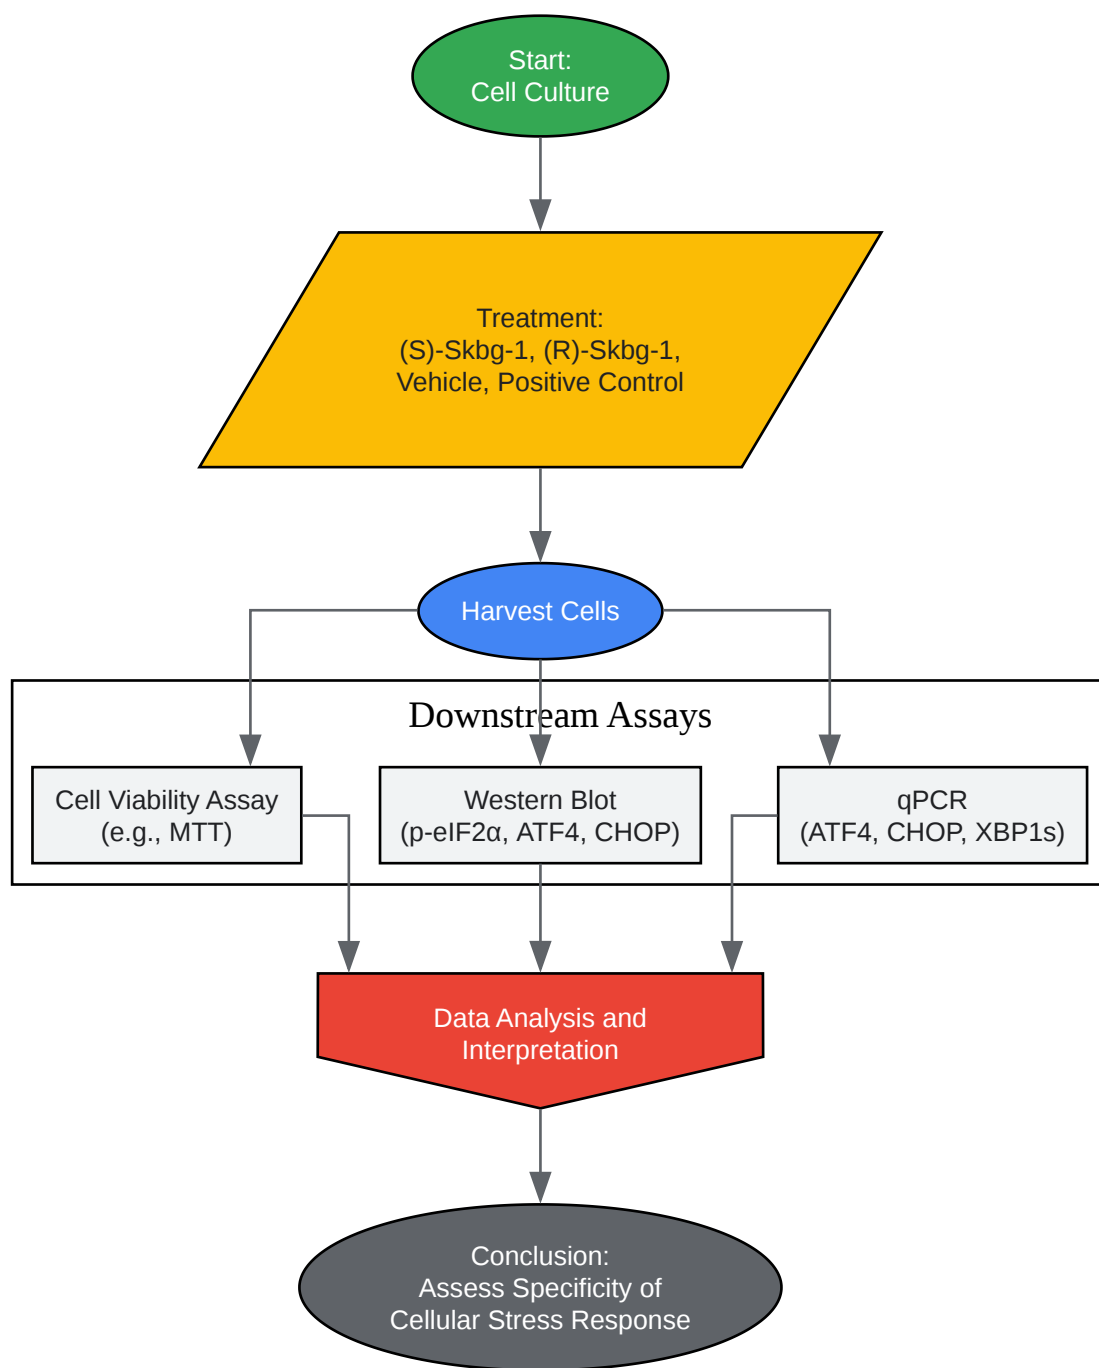 Start:
Cell Culture
Treatment:
(S)-Skbg-1, (R)-Skbg-1,
Vehicle, Positive Control
Harvest Cells
Downstream Assays
Cell Viability Assay
(e.g., MTT)
Western Blot
(p-eIF2α, ATF4, CHOP)
qPCR
(ATF4, CHOP, XBP1s)
Data Analysis and
Interpretation
Conclusion:
Assess Specificity of
Cellular Stress Response